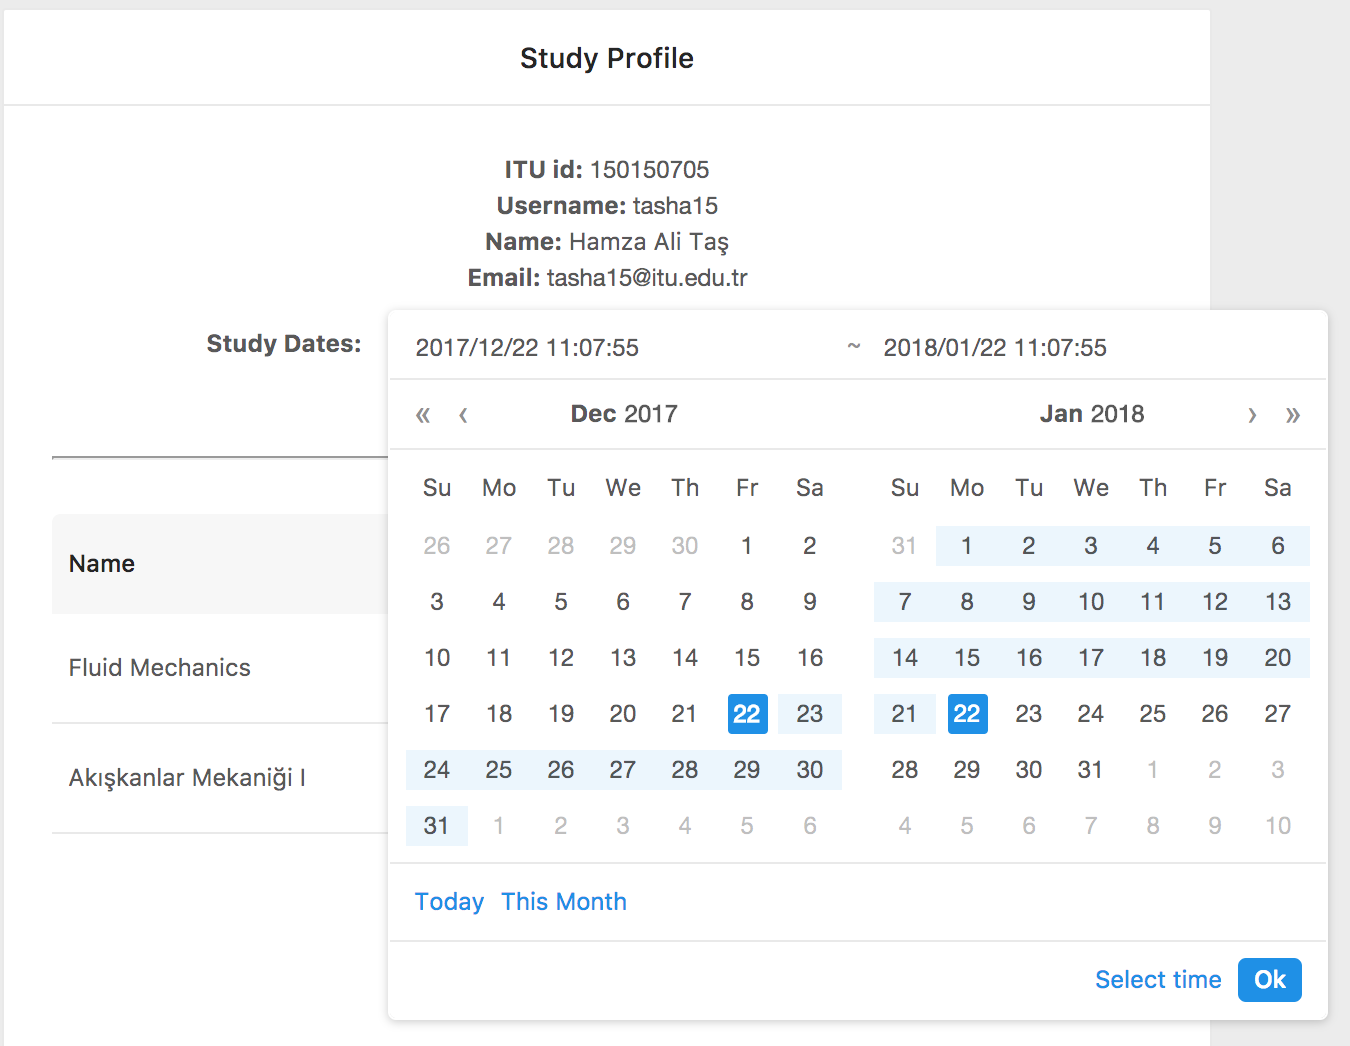 Study Profile
ITU id: 150150705
Username: tasha15
Name: Hamza Ali Taş
Email: tasha15@itu.edu.tr
Study Dates:
2017/12/22 11:07:55 ~ 2018/01/22 11:07:55
« ‹ Dec 2017
Su Mo Tu We Th Fr Sa
26 27 28 29 30 1 2
3 4 5 6 7 8 9
10 11 12 13 14 15 16
17 18 19 20 21 22 23
24 25 26 27 28 29 30
31 1 2 3 4 5 6
Jan 2018 › »
Su Mo Tu We Th Fr Sa
31 1 2 3 4 5 6
7 8 9 10 11 12 13
14 15 16 17 18 19 20
21 22 23 24 25 26 27
28 29 30 31 1 2 3
4 5 6 7 8 9 10
Today This Month
Select time Ok
Name
Fluid Mechanics
Akışkanlar Mekaniği I